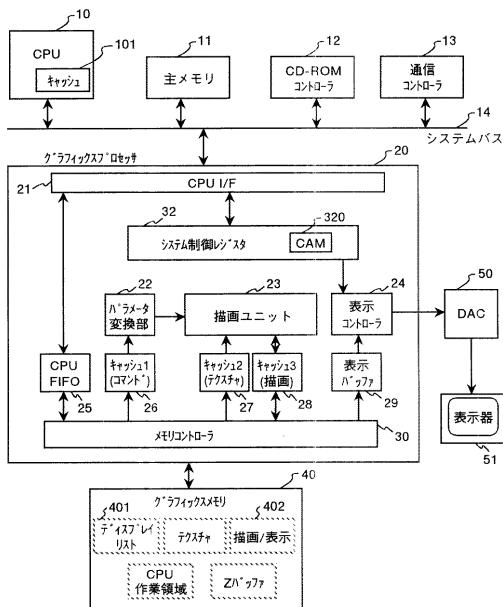 10
CPU
101
キャッシュ
11
主メモリ
12
CD-ROM
コントローラ
13
通信
コントローラ
14
システムバス
グラフィックスプロセッサ
20
21
CPU I/F
32
システム制御レジスタ
320
CAM
22
パラメータ
変換部
23
描画ユニット
24
表示
コントローラ
50
DAC
CPU
FIFO
25
キャッシュ1
(コマンド)
26
キャッシュ2
(テクスチャ)
27
キャッシュ3
(描画)
28
表示
バッファ
29
メモリコントローラ
30
表示器
51
40
グラフィックスメモリ
401
ディスプレイ
リスト
テクスチャ
402
描画/表示
CPU
作業領域
Zバッファ